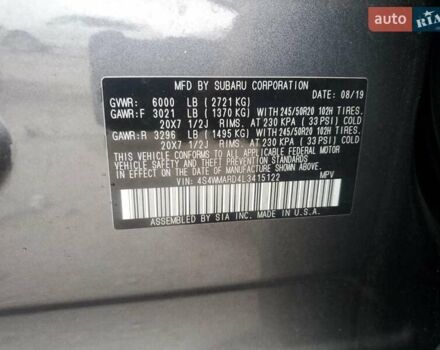 auto RIA
MFD BY SUBARU CORPORATION
DATE: 08/19
GVWR: 6000 LB (2721 KG)
GAWR:F 3021 LB (1370 KG) WITH 245/50R20 102H TIRES.
20X7 1/2J RIMS. AT 230 KPA (33 PSI) COLD
GAWR:R 3296 LB (1495 KG) WITH 245/50R20 102H TIRES.
20X7 1/2J RIMS. AT 230 KPA (33 PSI) COLD
THIS VEHICLE CONFORMS TO ALL APPLICABLE FEDERAL MOTOR
VEHICLE SAFETY AND THEFT PREVENTION STANDARDS IN
EFFECT ON THE DATE OF MANUFACTURE SHOWN ABOVE.
VIN: 4S4WMARD4L3415122 MPV
ASSEMBLED BY SIA INC. MADE IN U.S.A.